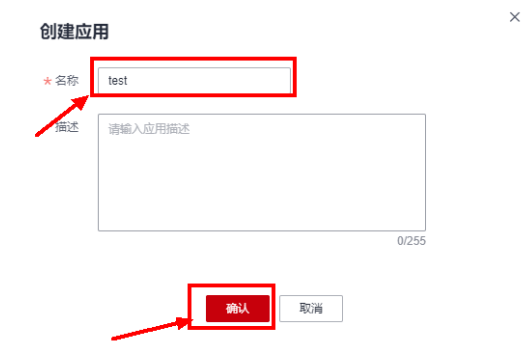 创建应用
* 名称 test
描述 请输入应用描述
0/255
确认 取消